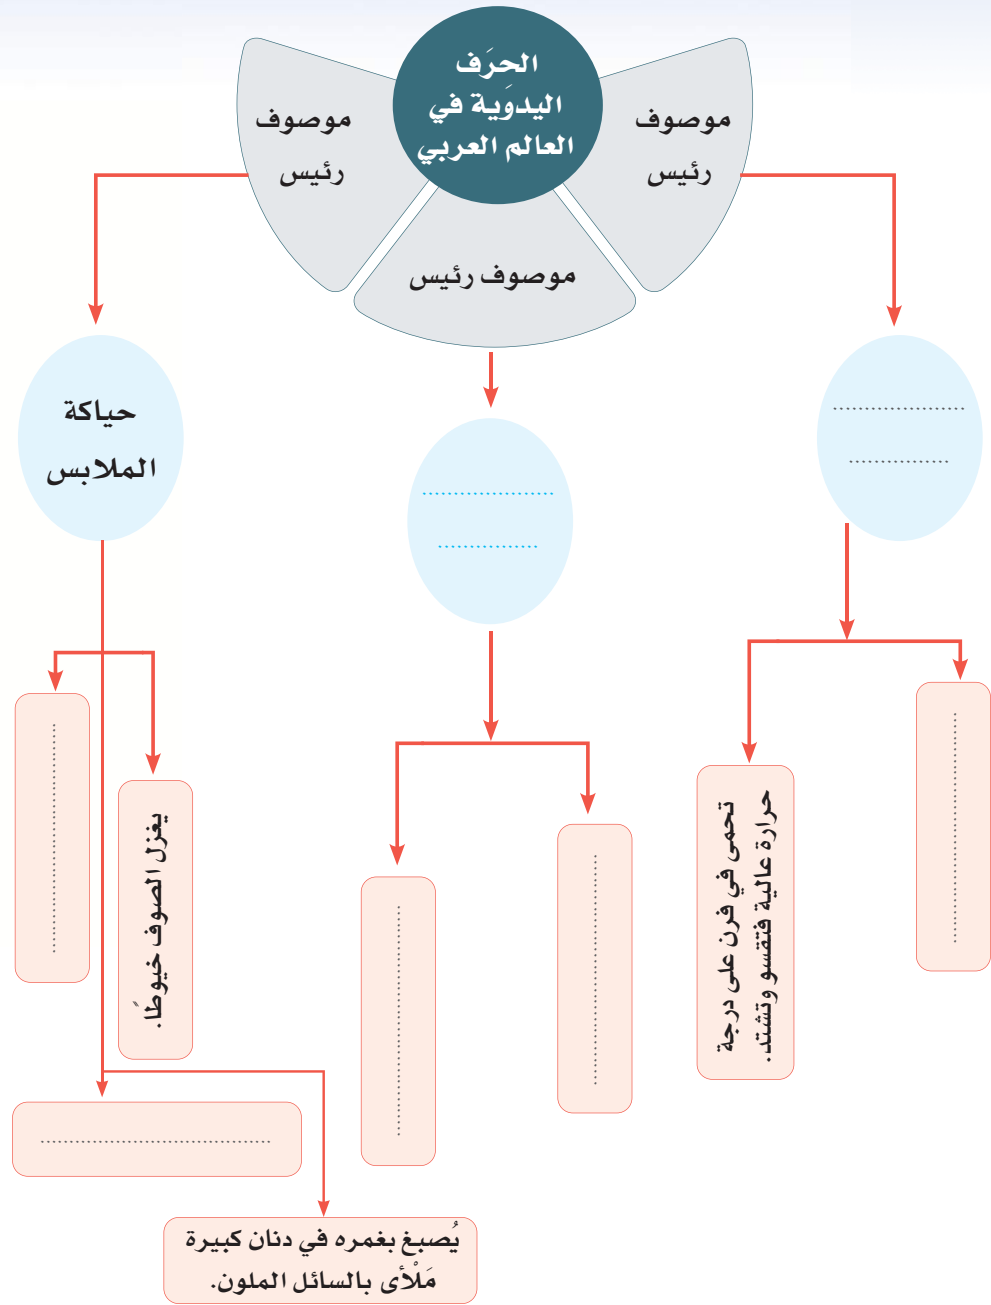 الحرَف
اليدوَية في
العالم العربي
موصوف
رئيس
موصوف رئيس
موصوف
رئيس
....................
...............
....................
...............
حياكة
الملابس
تحمى في فرن على درجة
حرارة عالية فتقسو وتشتد.
يغزل الصوف خيوطًا.
يُصبغ بغمره في دنان كبيرة
مَلْأى بالسائل الملون.